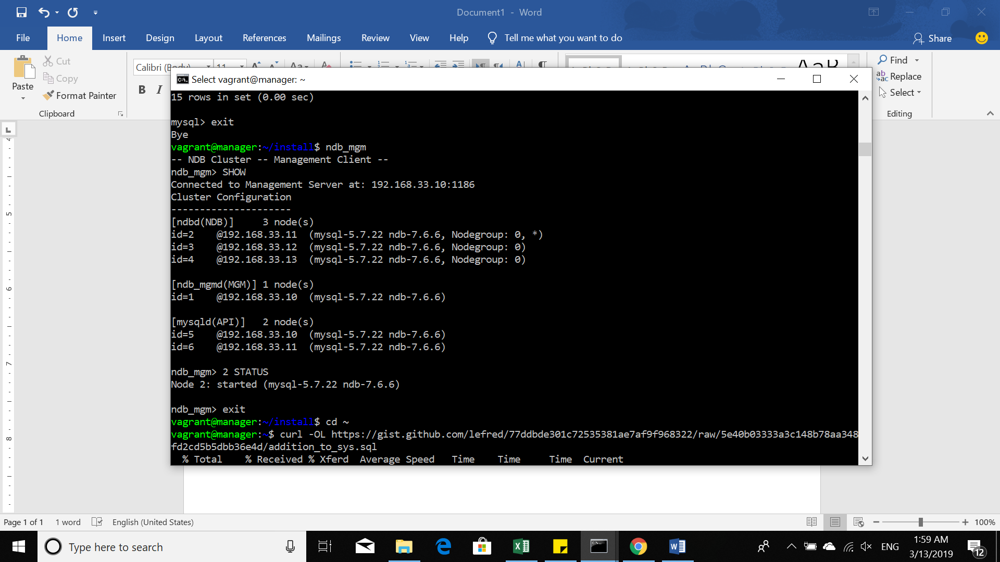 Document1 - Word
File Home Insert Design Layout References Mailings Review View Help Tell me what you want to do Share
Paste
Cut
Copy
Format Painter
Clipboard
Calibri (Body) 11
B I
Find
Replace
Select
Editing
Select vagrant@manager: ~
15 rows in set (0.00 sec)
mysql> exit
Bye
vagrant@manager:~/install$ ndb_mgm
-- NDB Cluster -- Management Client --
ndb_mgm> SHOW
Connected to Management Server at: 192.168.33.10:1186
Cluster Configuration
---------------------
[ndbd(NDB)]     3 node(s)
id=2    @192.168.33.11  (mysql-5.7.22 ndb-7.6.6, Nodegroup: 0, *)
id=3    @192.168.33.12  (mysql-5.7.22 ndb-7.6.6, Nodegroup: 0)
id=4    @192.168.33.13  (mysql-5.7.22 ndb-7.6.6, Nodegroup: 0)
[ndb_mgmd(MGM)] 1 node(s)
id=1    @192.168.33.10  (mysql-5.7.22 ndb-7.6.6)
[mysqld(API)]   2 node(s)
id=5    @192.168.33.10  (mysql-5.7.22 ndb-7.6.6)
id=6    @192.168.33.11  (mysql-5.7.22 ndb-7.6.6)
ndb_mgm> 2 STATUS
Node 2: started (mysql-5.7.22 ndb-7.6.6)
ndb_mgm> exit
vagrant@manager:~/install$ cd ~
vagrant@manager:~$ curl -OL https://gist.github.com/lefred/77ddbde301c72535381ae7af9f968322/raw/5e40b03333a3c148b78aa348
fd2cd5b5dbb36e4d/addition_to_sys.sql
  % Total    % Received % Xferd  Average Speed   Time    Time     Time  Current
4
5
6
7
8
Page 1 of 1 1 word English (United States) 100%
Type here to search
ENG
1:59 AM
3/13/2019
12